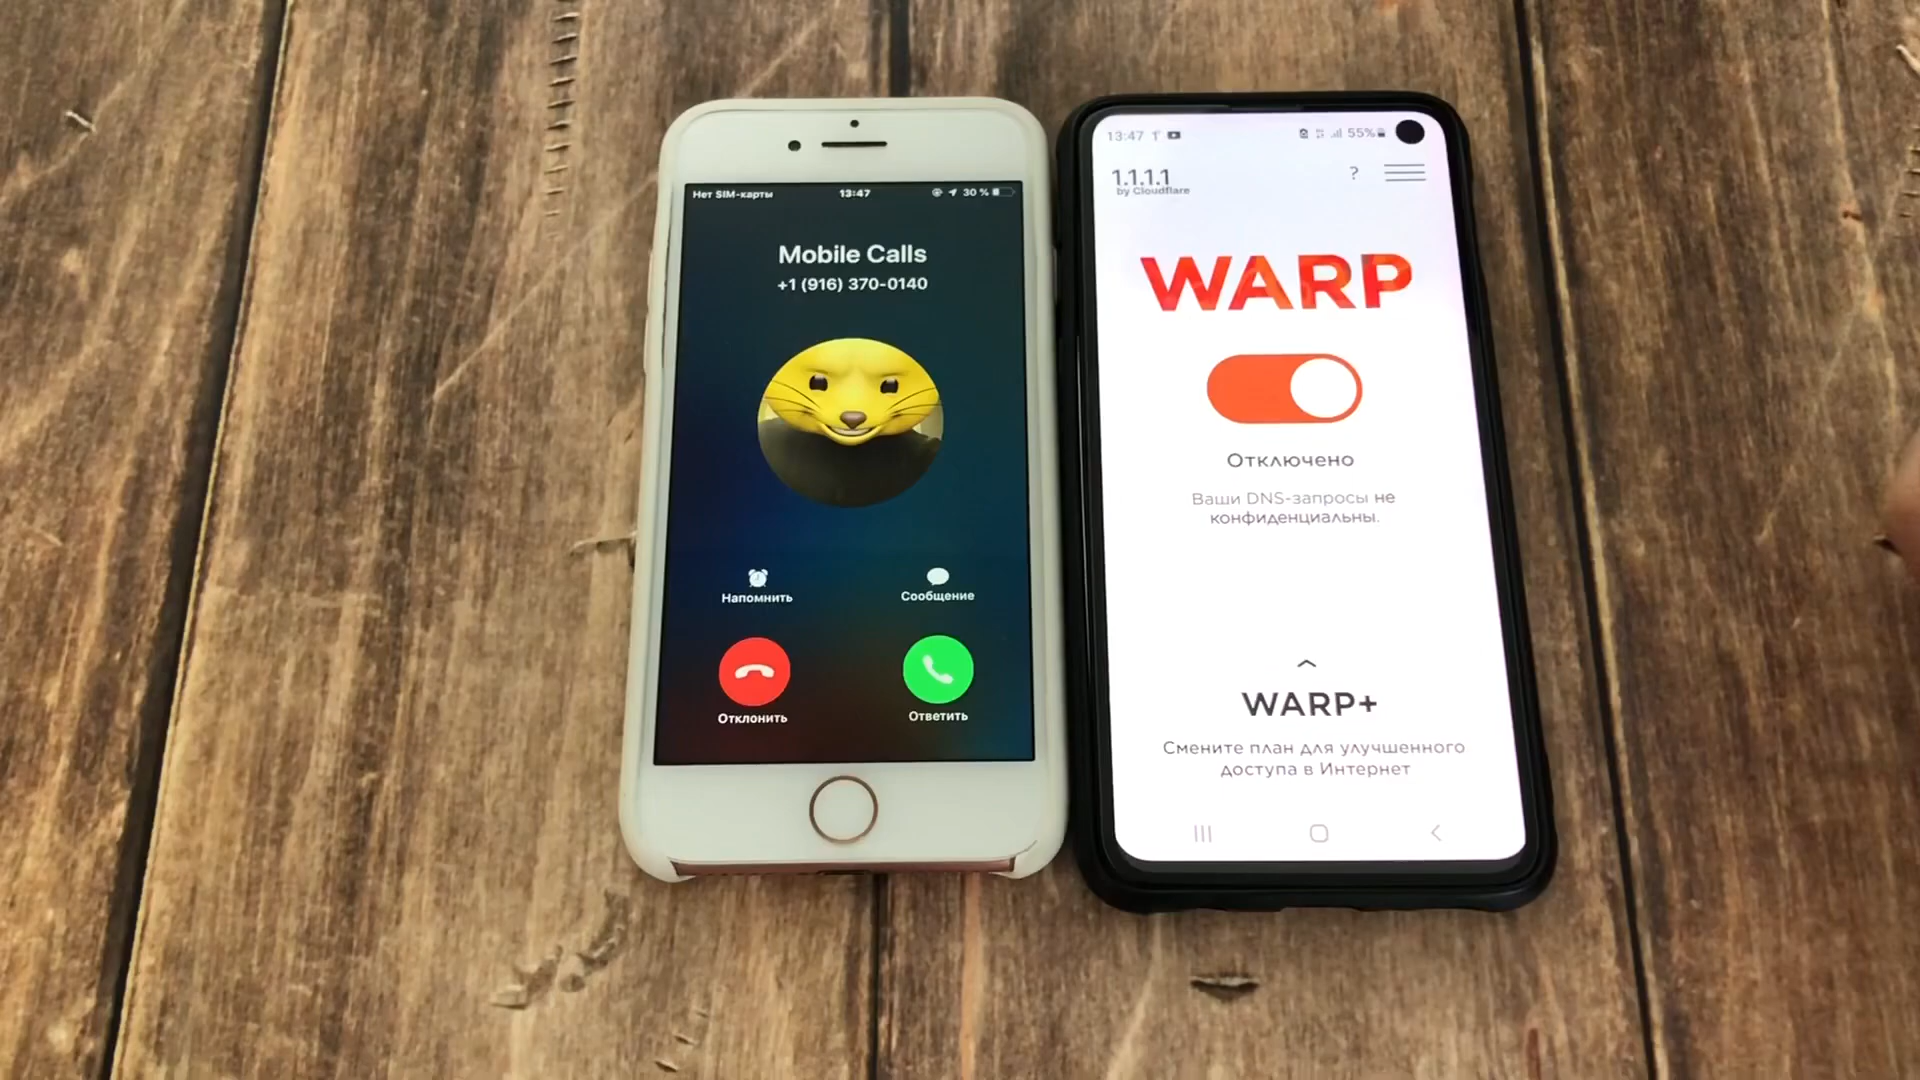 Нет SIM-карты 13:47 30 %
Mobile Calls
+1 (916) 370-0140
Напомнить Сообщение
Отклонить Ответить
13:47 55%
1.1.1.1 ?
by Cloudflare
WARP
Отключено
Ваши DNS-запросы не
конфиденциальны.
WARP+
Смените план для улучшенного
доступа в Интернет